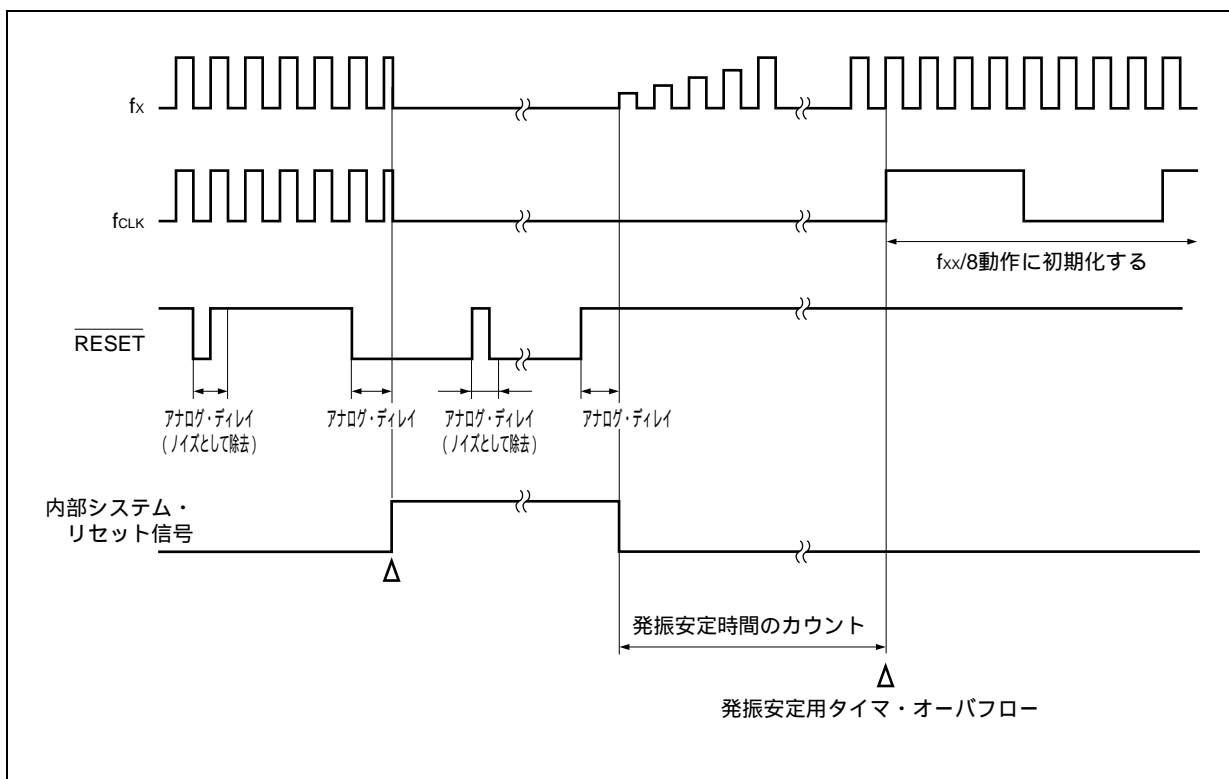 fX
fCLK
fXX/8動作に初期化する
RESET
アナログ・ディレイ
(ノイズとして除去)
アナログ・ディレイ
アナログ・ディレイ
(ノイズとして除去)
アナログ・ディレイ
内部システム・
リセット信号
発振安定時間のカウント
発振安定用タイマ・オーバフロー